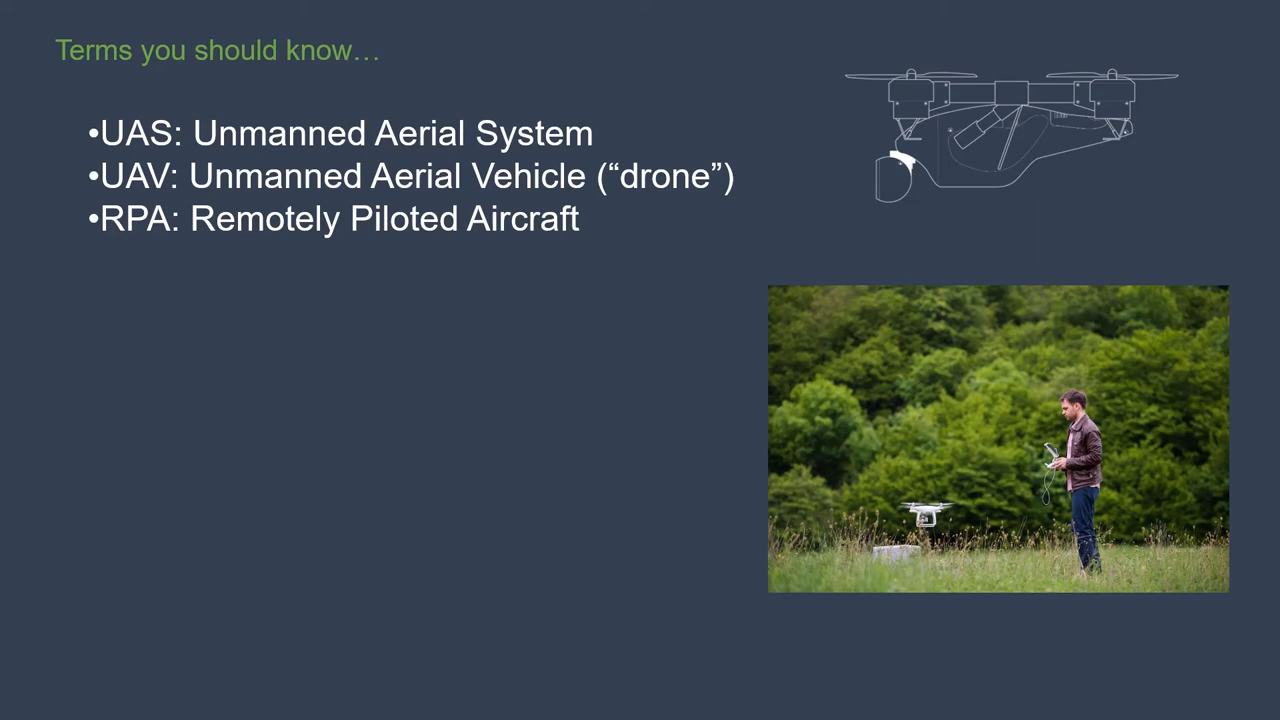 Terms you should know…
•UAS: Unmanned Aerial System
•UAV: Unmanned Aerial Vehicle (“drone”)
•RPA: Remotely Piloted Aircraft